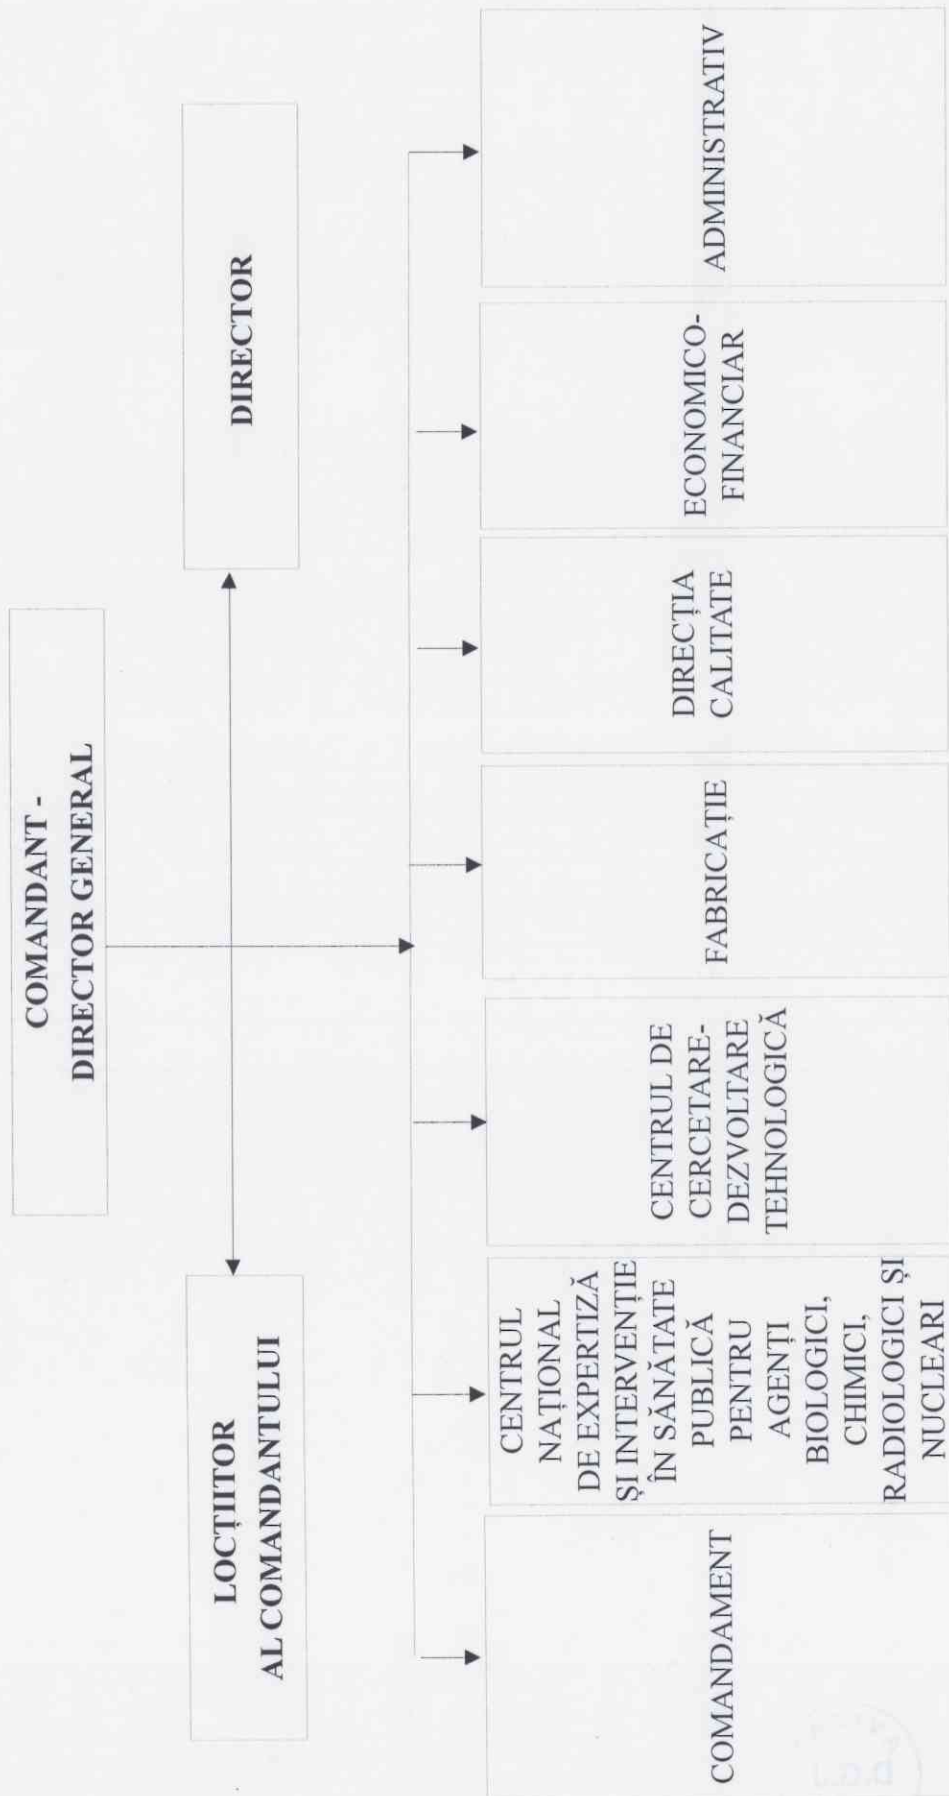 COMANDANT -
DIRECTOR GENERAL
LOCȚIITOR
AL COMANDANTULUI
DIRECTOR
COMANDAMENT
CENTRUL
NAȚIONAL
DE EXPERTIZĂ
ȘI INTERVENȚIE
ÎN SĂNĂTATE
PUBLICĂ
PENTRU
AGENȚI
BIOLOGICI,
CHIMICI,
RADIOLOGICI ȘI
NUCLEARI
CENTRUL DE
CERCETARE-
DEZVOLTARE
TEHNOLOGICĂ
FABRICAȚIE
DIRECȚIA
CALITATE
ECONOMICO-
FINANCIAR
ADMINISTRATIV